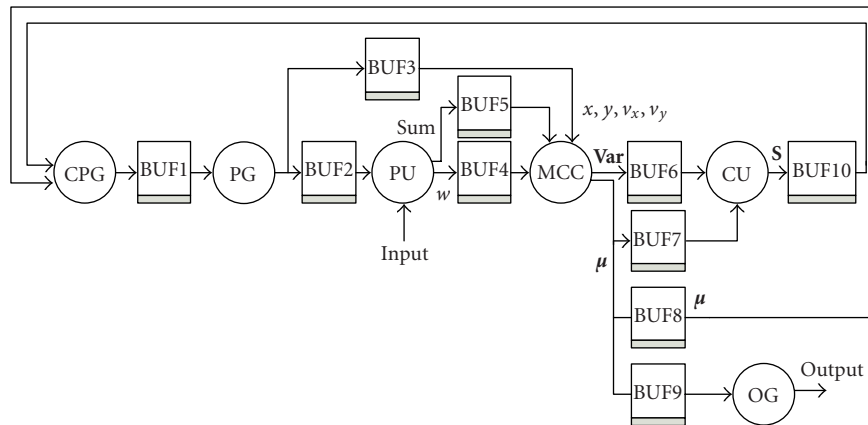 BUF3
x, y, vₓ, v_y
BUF5
Sum
CPG
BUF1
PG
BUF2
PU
w
BUF4
MCC
Var
BUF6
CU
S
BUF10
Input
BUF7
μ
BUF8
μ
BUF9
OG
Output